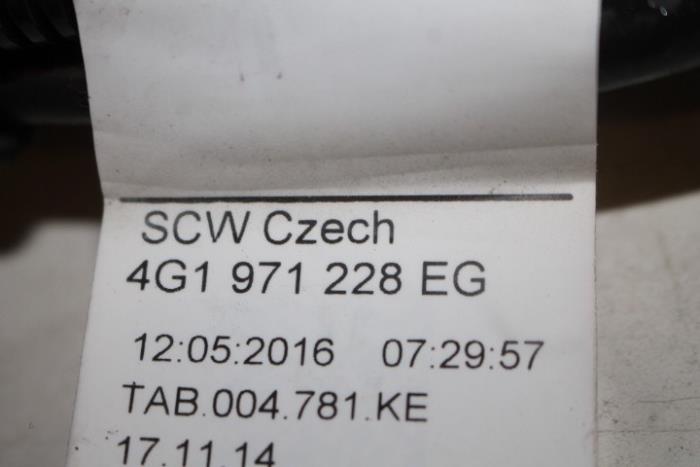 SCW Czech
4G1 971 228 EG
12:05:2016 07:29:57
TAB.004.781.KE
17.11.14